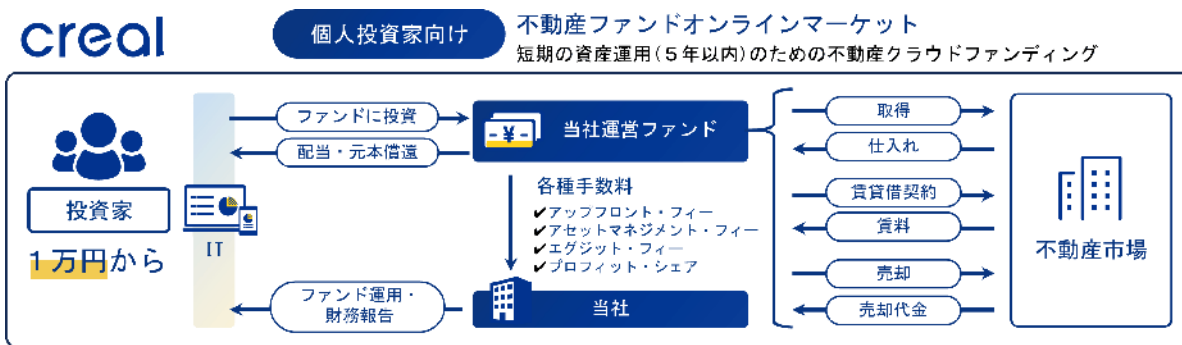 creal
個人投資家向け
不動産ファンドオンラインマーケット
短期の資産運用(5年以内)のための不動産クラウドファンディング
投資家
1万円から
IT
ファンドに投資
配当・元本償還
ファンド運用・
財務報告
¥
当社運営ファンド
各種手数料
✔アップフロント・フィー
✔アセットマネジメント・フィー
✔エグジット・フィー
✔プロフィット・シェア
当社
取得
仕入れ
賃貸借契約
賃料
売却
売却代金
不動産市場